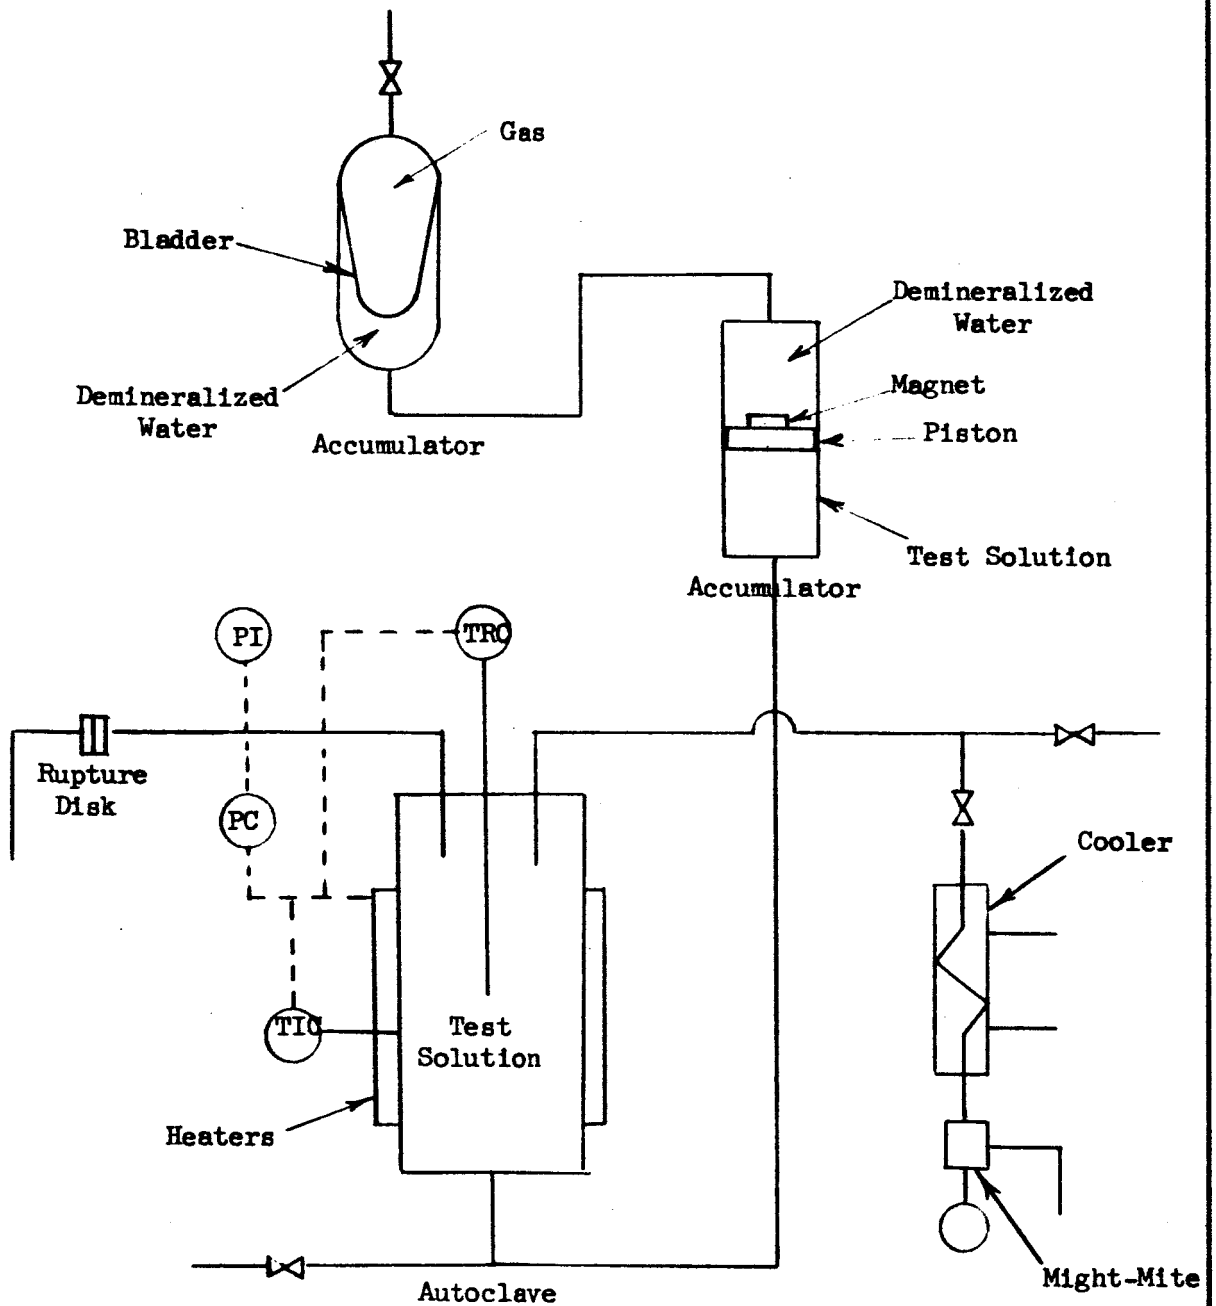 Gas
Bladder
Demineralized
Water
Magnet
Piston
Demineralized
Water
Accumulator
Test Solution
Accumulator
PI
TRC
Rupture
Disk
PC
Cooler
TIC
Test
Solution
Heaters
Might-Mite
Autoclave